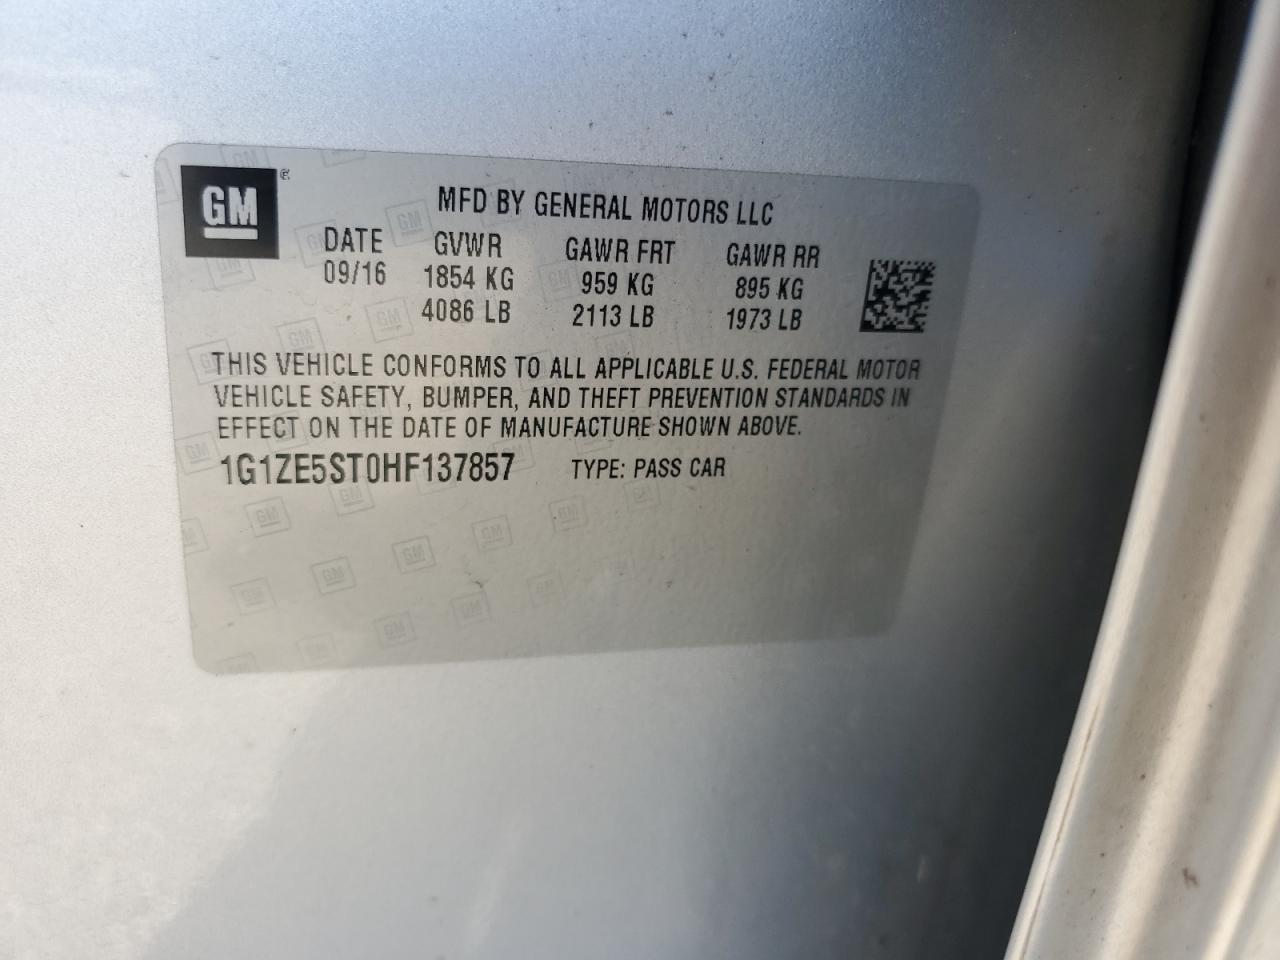 GM
MFD BY GENERAL MOTORS LLC
DATE GVWR GAWR FRT GAWR RR
09/16 1854 KG 959 KG 895 KG
4086 LB 2113 LB 1973 LB
THIS VEHICLE CONFORMS TO ALL APPLICABLE U.S. FEDERAL MOTOR
VEHICLE SAFETY, BUMPER, AND THEFT PREVENTION STANDARDS IN
EFFECT ON THE DATE OF MANUFACTURE SHOWN ABOVE.
1G1ZE5ST0HF137857 TYPE: PASS CAR